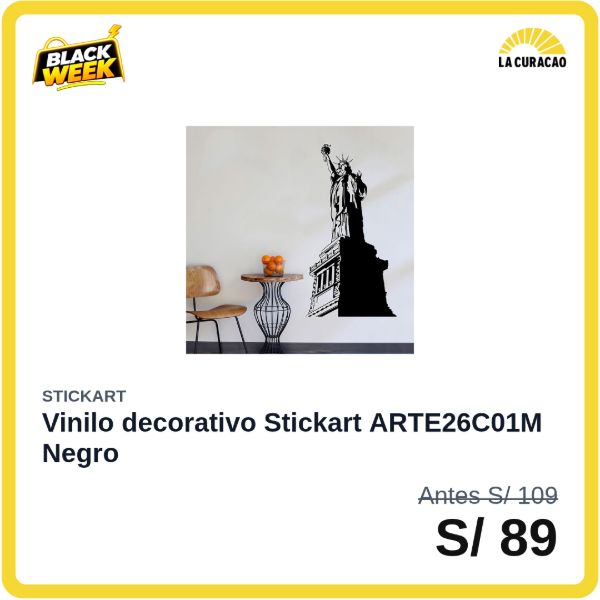 BLACK
WEEK
LA CURACAO
STICKART
Vinilo decorativo Stickart ARTE26C01M
Negro
Antes S/ 109
S/ 89